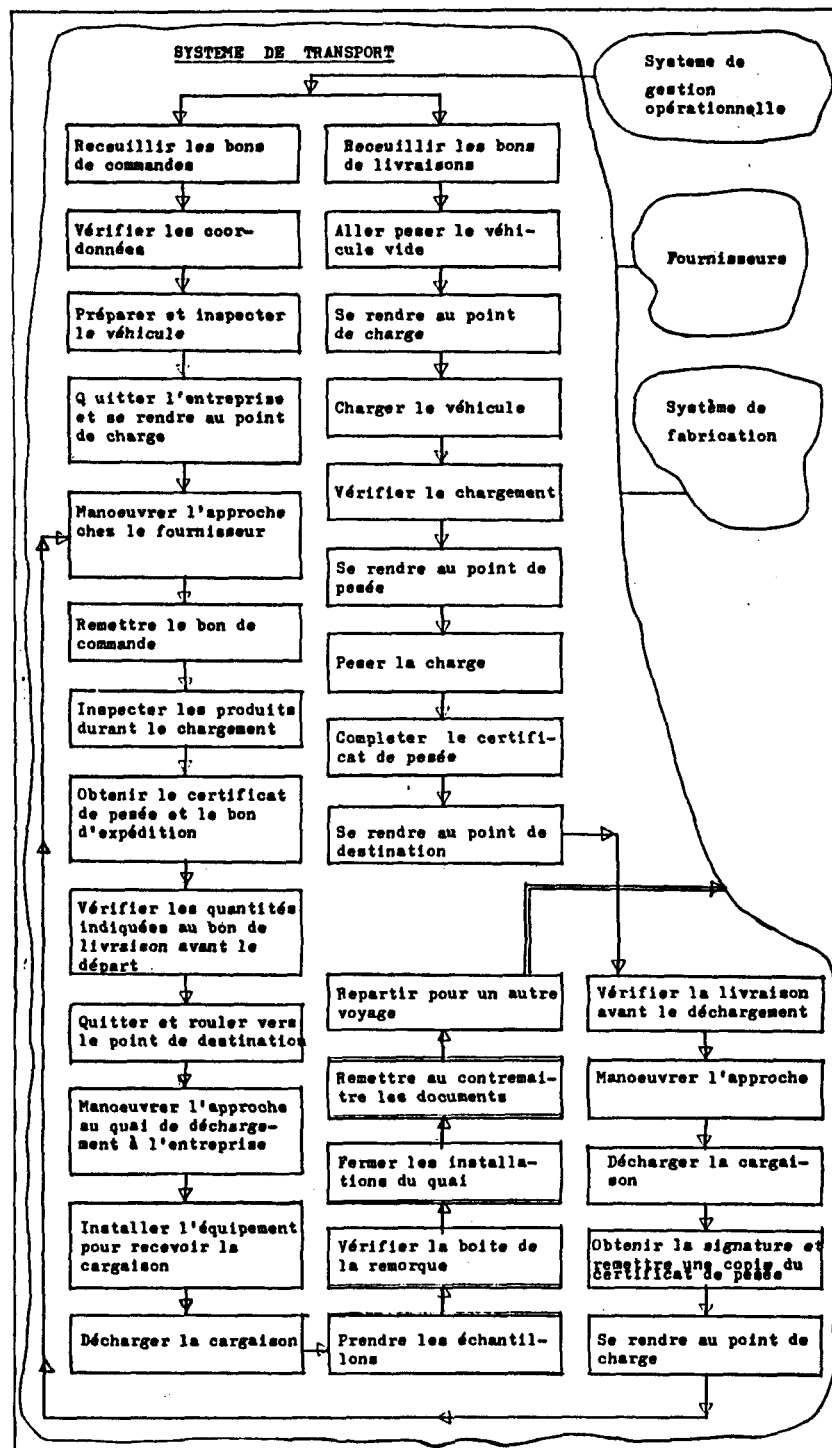 SYSTEME DE TRANSPORT
Systeme de
gestion
opérationnelle
Fournisseurs
Système de
fabrication
Receuillir les bons
de commandes
Vérifier les coor-
données
Préparer et inspecter
le véhicule
Q uitter l'entreprise
et se rendre au point
de charge
Manoeuvrer l'approche
ches le fournisseur
Remettre le bon de
commande
Inspecter les produits
durant le chargement
Obtenir le certificat
de pesée et le bon
d'expédition
Vérifier les quantités
indiquées au bon de
livraison avant le
départ
Quitter et rouler vers
le point de destination
Manoeuvrer l'approche
au quai de décharge-
ment à l'entreprise
Installer l'équipement
pour recevoir la
cargaison
Décharger la cargaison
Prendre les échantil-
lons
Vérifier la boite de
la remorque
Fermer les installa-
tions du quai
Remettre au contremai-
tre les documents
Repartir pour un autre
voyage
Receuillir les bons
de livraisons
Aller peser le véhi-
cule vide
Se rendre au point
de charge
Charger le véhicule
Vérifier le chargement
Se rendre au point de
pesée
Peser la charge
Completer le certifi-
cat de pesée
Se rendre au point de
destination
Vérifier la livraison
avant le déchargement
Manoeuvrer l'approche
Décharger la cargai-
son
Obtenir la signature et
remettre une copie du
certificat de pesée
Se rendre au point de
charge